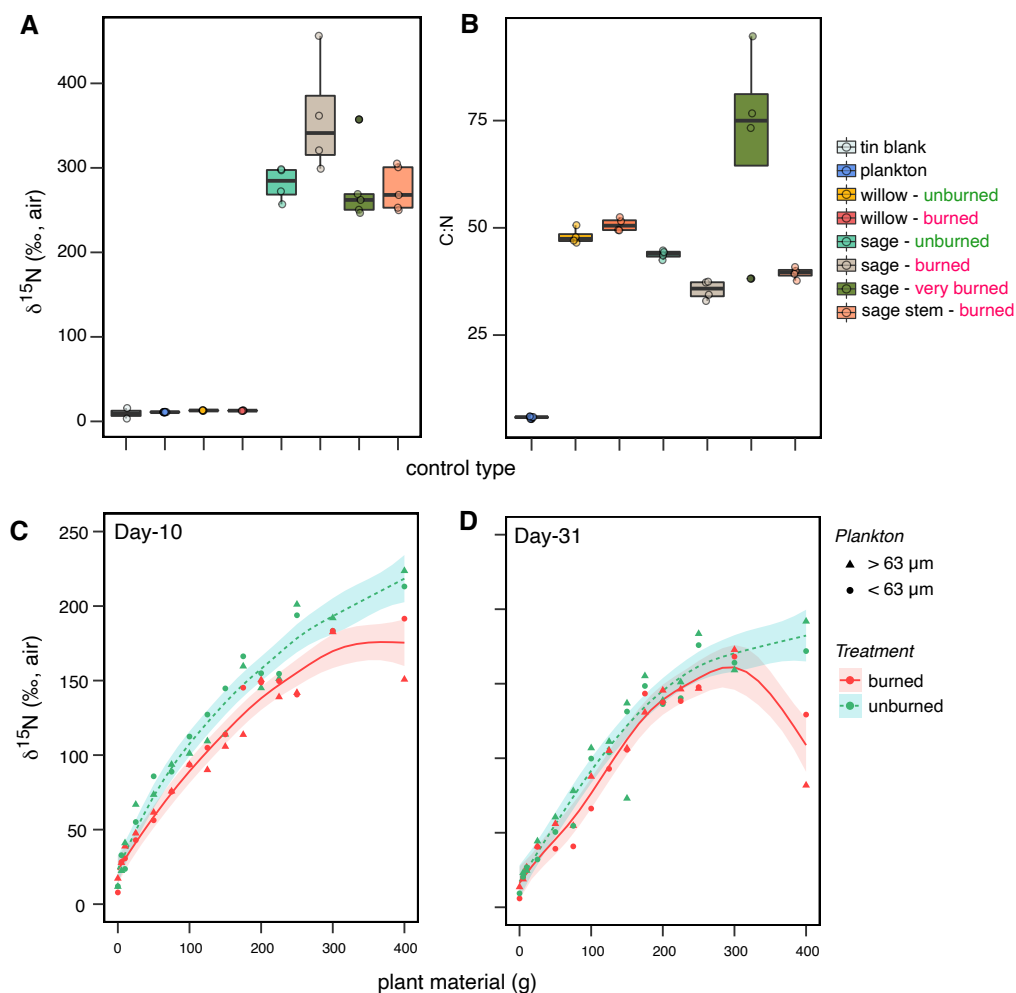 A
δ15N (‰, air)
400
300
200
100
0
B
C:N
75
50
25
control type
tin blank
plankton
willow - unburned
willow - burned
sage - unburned
sage - burned
sage - very burned
sage stem - burned
C
Day-10
δ15N (‰, air)
250
200
150
100
50
0
0 100 200 300 400
D
Day-31
0 100 200 300 400
plant material (g)
Plankton
> 63 µm
< 63 µm
Treatment
burned
unburned